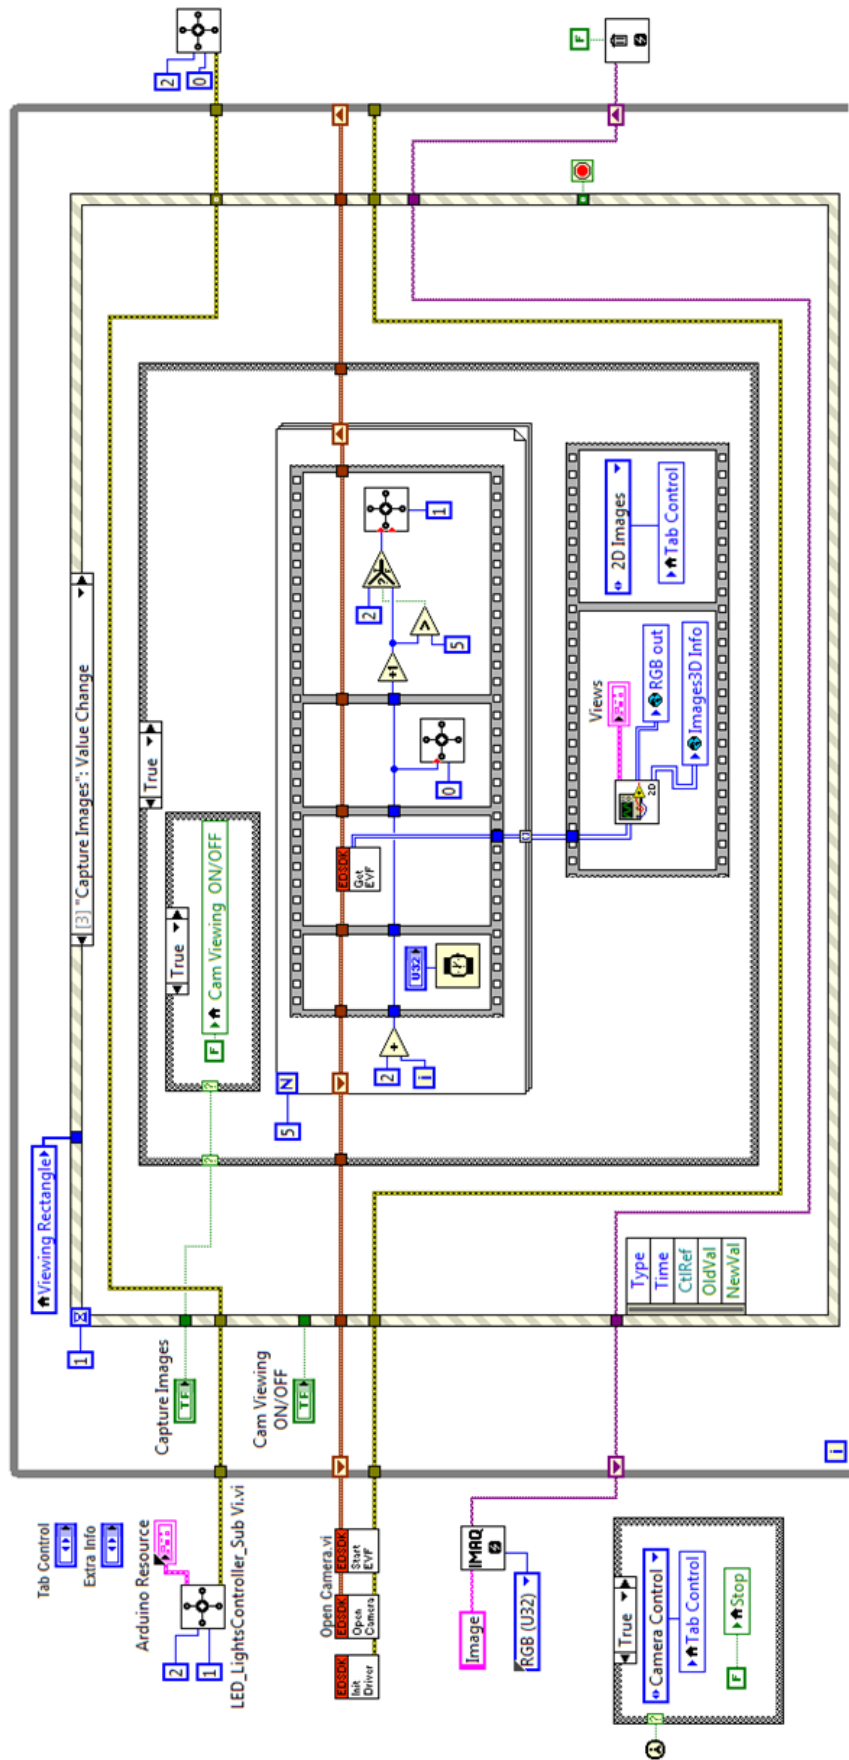 Tab Control
Extra Info
Arduino Resource
2
1
LED_LightsController_Sub Vi.vi
Open Camera.vi
EDSDK
Init
Driver
EDSDK
Open
Camera
EDSDK
Start
EVF
Image
IMAQ
RGB (U32)
True
Camera Control
Tab Control
F
Stop
?
i
i
Capture Images
TF
Cam Viewing
ON/OFF
TF
1
Viewing Rectangle
[3] "Capture Images": Value Change
Type
Time
CtlRef
OldVal
NewVal
True
?
True
?
F
Cam Viewing ON/OFF
5
N
2
i
+
U32
EDSDK
Get
EVF
0
+1
5
>
2
1
Views
2D
RGB out
Images3D Info
2D Images
Tab Control
2
0
F